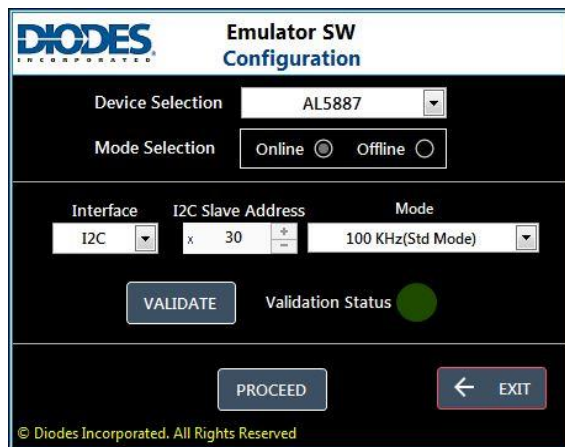 DIODES
INCORPORATED
Emulator SW
Configuration
Device Selection AL5887
Mode Selection Online Offline
Interface I2C Slave Address Mode
I2C x 30 100 KHz(Std Mode)
VALIDATE Validation Status
PROCEED EXIT
© Diodes Incorporated. All Rights Reserved